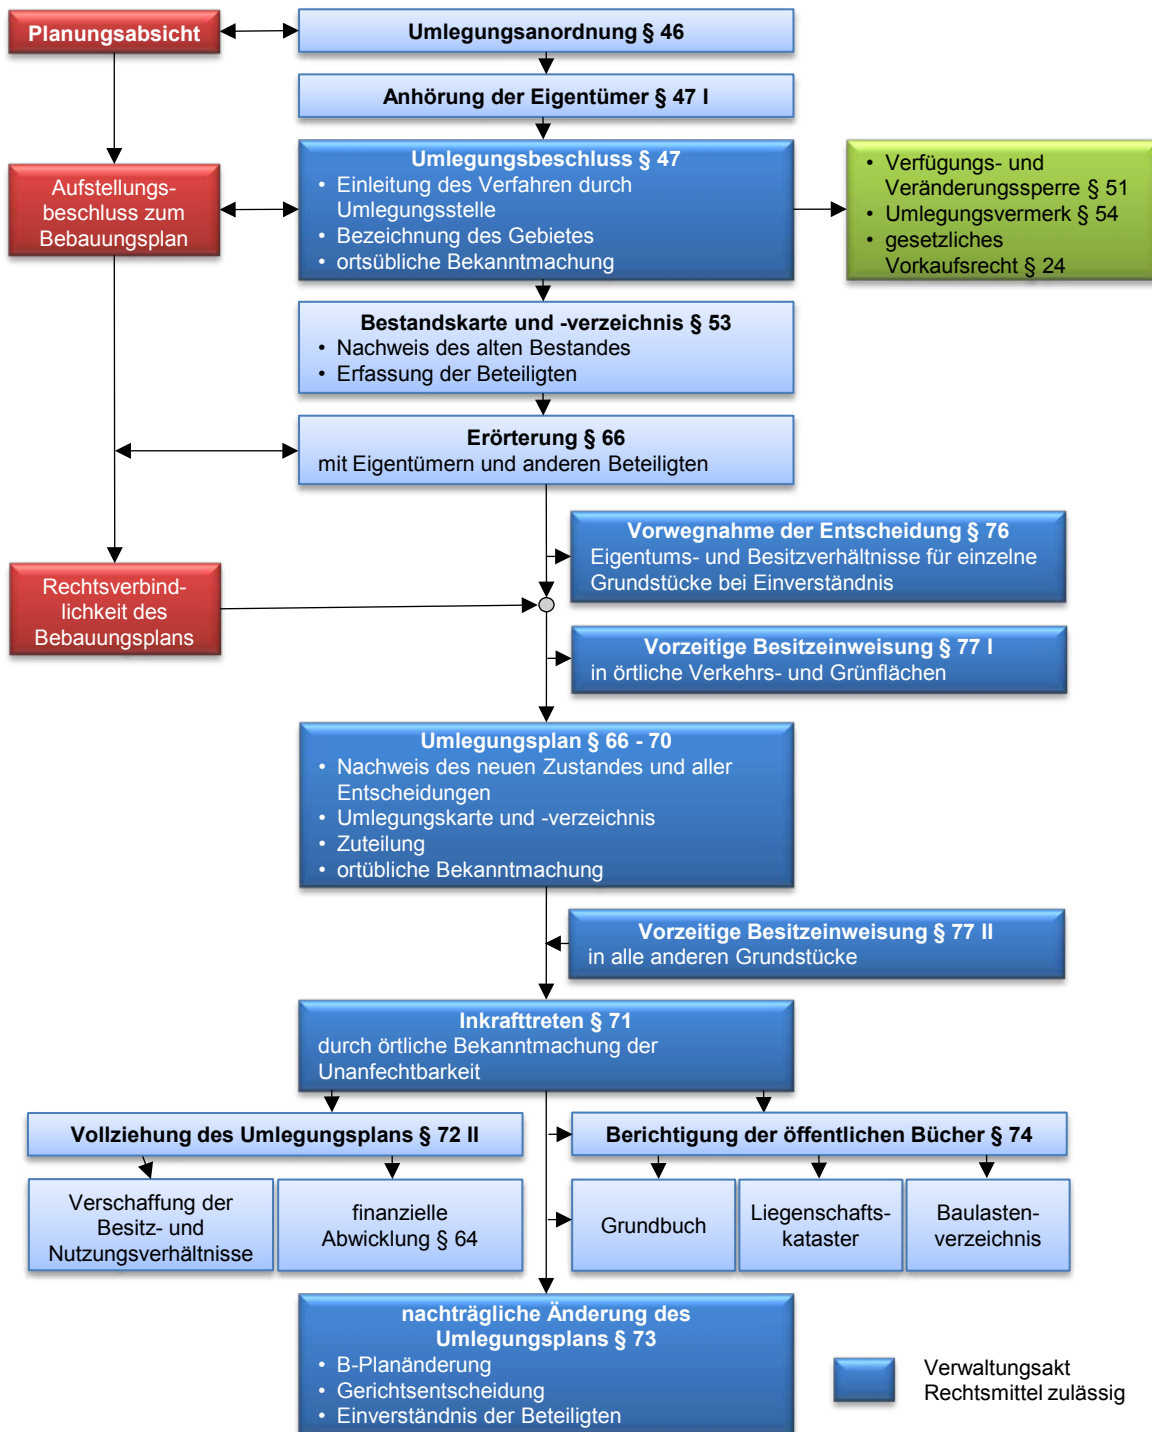 Planungsabsicht
Umlegungsanordnung § 46
Anhörung der Eigentümer § 47 I
Umlegungsbeschluss § 47
• Einleitung des Verfahren durch
Umlegungsstelle
• Bezeichnung des Gebietes
• ortsübliche Bekanntmachung
Aufstellungs-
beschluss zum
Bebauungsplan
• Verfügungs- und
Veränderungssperre § 51
• Umlegungsvermerk § 54
• gesetzliches
Vorkaufsrecht § 24
Bestandskarte und -verzeichnis § 53
• Nachweis des alten Bestandes
• Erfassung der Beteiligten
Erörterung § 66
mit Eigentümern und anderen Beteiligten
Vorwegnahme der Entscheidung § 76
Eigentums- und Besitzverhältnisse für einzelne
Grundstücke bei Einverständnis
Rechtsverbind-
lichkeit des
Bebauungsplans
Vorzeitige Besitzeinweisung § 77 I
in örtliche Verkehrs- und Grünflächen
Umlegungsplan § 66 - 70
• Nachweis des neuen Zustandes und aller
Entscheidungen
• Umlegungskarte und -verzeichnis
• Zuteilung
• ortübliche Bekanntmachung
Vorzeitige Besitzeinweisung § 77 II
in alle anderen Grundstücke
Inkrafttreten § 71
durch örtliche Bekanntmachung der
Unanfechtbarkeit
Vollziehung des Umlegungsplans § 72 II
Berichtigung der öffentlichen Bücher § 74
Verschaffung der
Besitz- und
Nutzungsverhältnisse
finanzielle
Abwicklung § 64
Grundbuch
Liegenschafts-
kataster
Baulasten-
verzeichnis
nachträgliche Änderung des
Umlegungsplans § 73
• B-Planänderung
• Gerichtsentscheidung
• Einverständnis der Beteiligten
Verwaltungsakt
Rechtsmittel zulässig